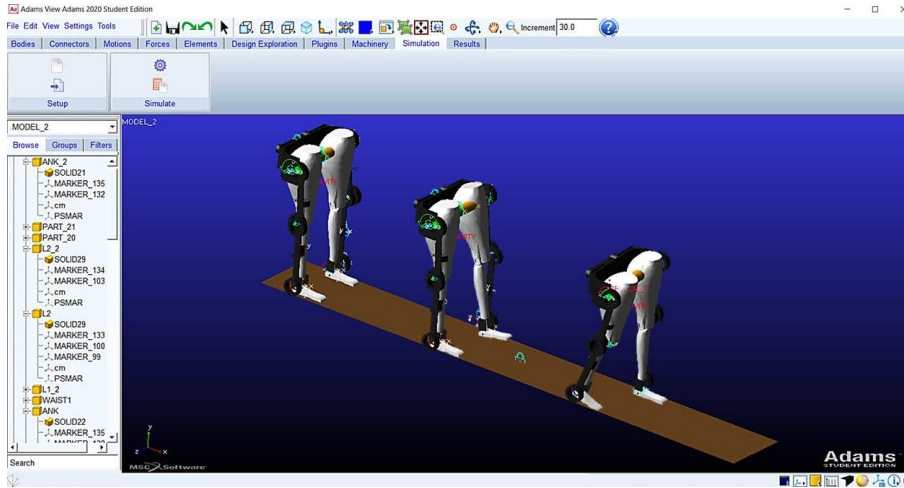 Adams View Adams 2020 Student Edition
File Edit View Settings Tools
Increment 30.0
Bodies Connectors Motions Forces Elements Design Exploration Plugins Machinery Simulation Results
Setup Simulate
.MODEL_2
MODEL_2
Browse Groups Filters
ANK_2
SOLID21
MARKER_135
MARKER_132
cm
PSMAR
PART_21
PART_20
L2_2
SOLID29
MARKER_134
MARKER_103
cm
PSMAR
L2
SOLID29
MARKER_133
MARKER_100
MARKER_99
cm
PSMAR
L1_2
WAIST1
ANK
SOLID22
MARKER_135
Search
y
z
x
MSC Software
Adams
STUDENT EDITION